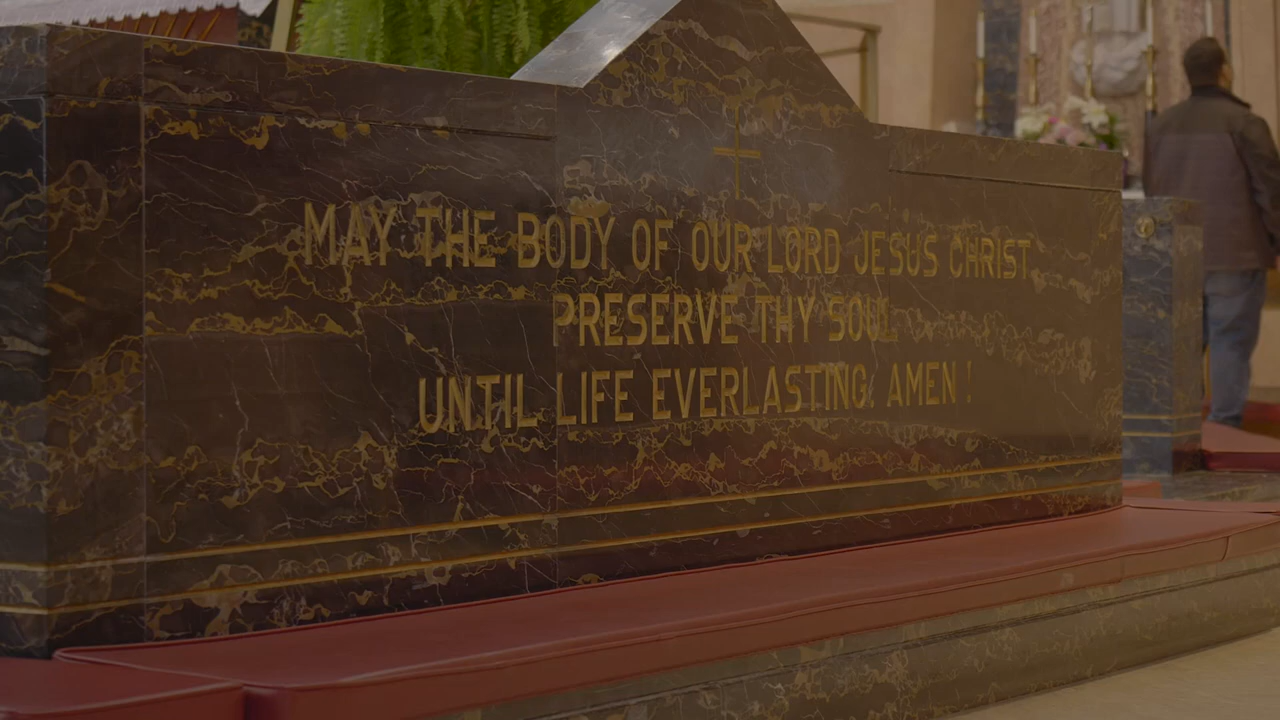 MAY THE BODY OF OUR LORD JESUS CHRIST
PRESERVE THY SOUL
UNTIL LIFE EVERLASTING. AMEN!